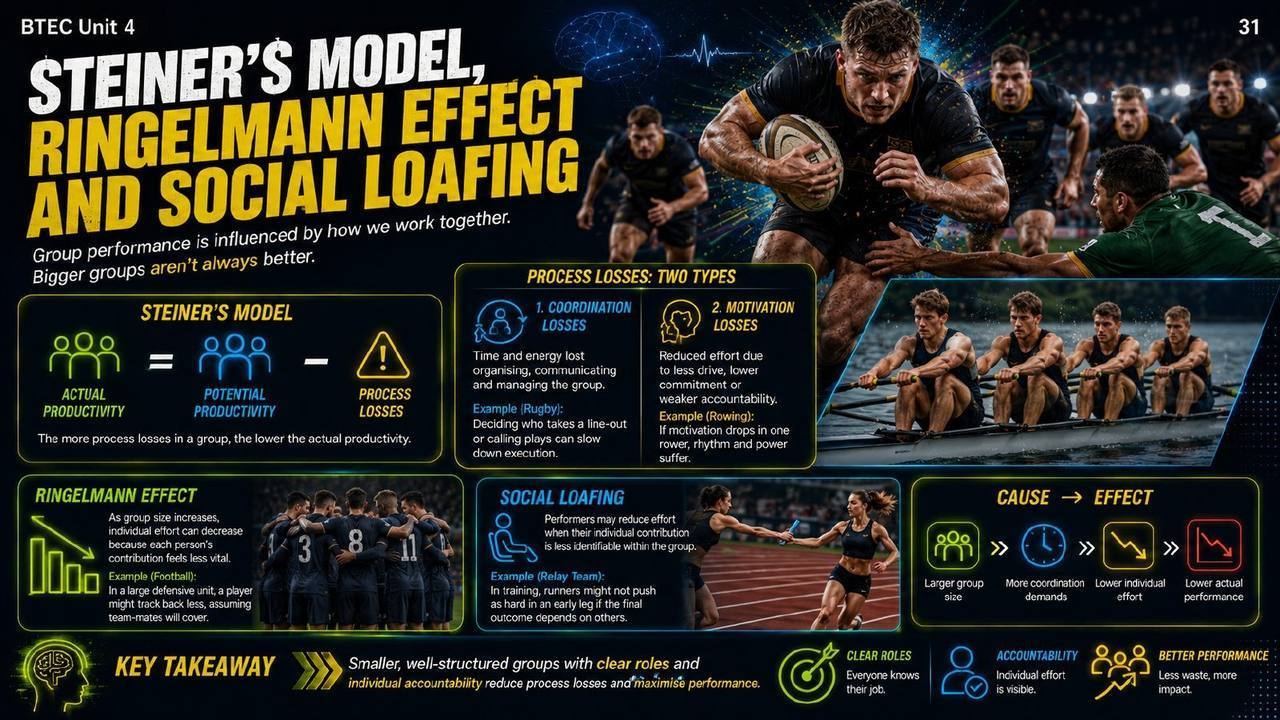 BTEC Unit 4
31
STEINER'S MODEL,
RINGELMANN EFFECT
AND SOCIAL LOAFING
Group performance is influenced by how we work together.
Bigger groups aren't always better.
STEINER'S MODEL
ACTUAL
PRODUCTIVITY
=
POTENTIAL
PRODUCTIVITY
–
PROCESS
LOSSES
The more process losses in a group, the lower the actual productivity.
PROCESS LOSSES: TWO TYPES
1. COORDINATION
LOSSES
Time and energy lost
organising, communicating
and managing the group.
Example (Rugby):
Deciding who takes a line-out
or calling plays can slow
down execution.
2. MOTIVATION
LOSSES
Reduced effort due
to less drive, lower
commitment or
weaker accountability.
Example (Rowing):
If motivation drops in one
rower, rhythm and power
suffer.
RINGELMANN EFFECT
As group size increases,
individual effort can decrease
because each person's
contribution feels less vital.
Example (Football):
In a large defensive unit, a player
might track back less, assuming
team-mates will cover.
3
8
11
SOCIAL LOAFING
Performers may reduce effort
when their individual contribution
is less identifiable within the group.
Example (Relay Team):
In training, runners might not push
as hard in an early leg if the final
outcome depends on others.
CAUSE → EFFECT
Larger group
size
More coordination
demands
Lower individual
effort
Lower actual
performance
KEY TAKEAWAY
Smaller, well-structured groups with clear roles and
individual accountability reduce process losses and maximise performance.
CLEAR ROLES
Everyone knows
their job.
ACCOUNTABILITY
Individual effort
is visible.
BETTER PERFORMANCE
Less waste, more
impact.